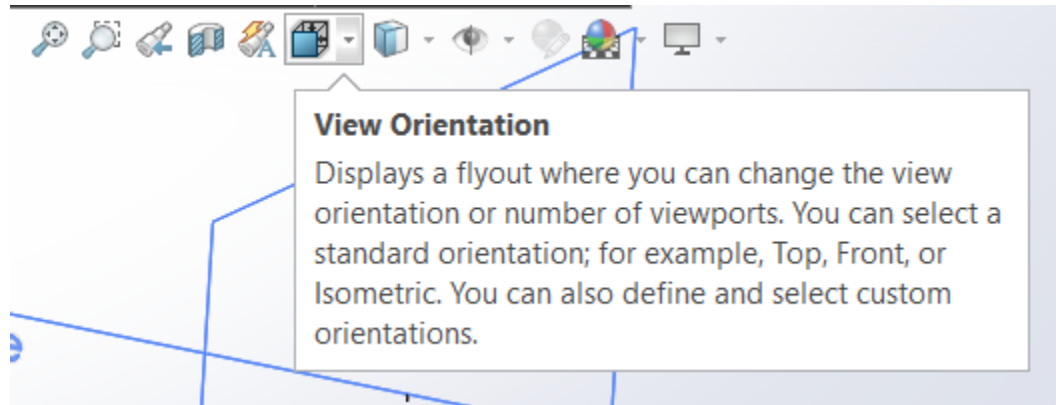 View Orientation
Displays a flyout where you can change the view
orientation or number of viewports. You can select a
standard orientation; for example, Top, Front, or
Isometric. You can also define and select custom
orientations.
e